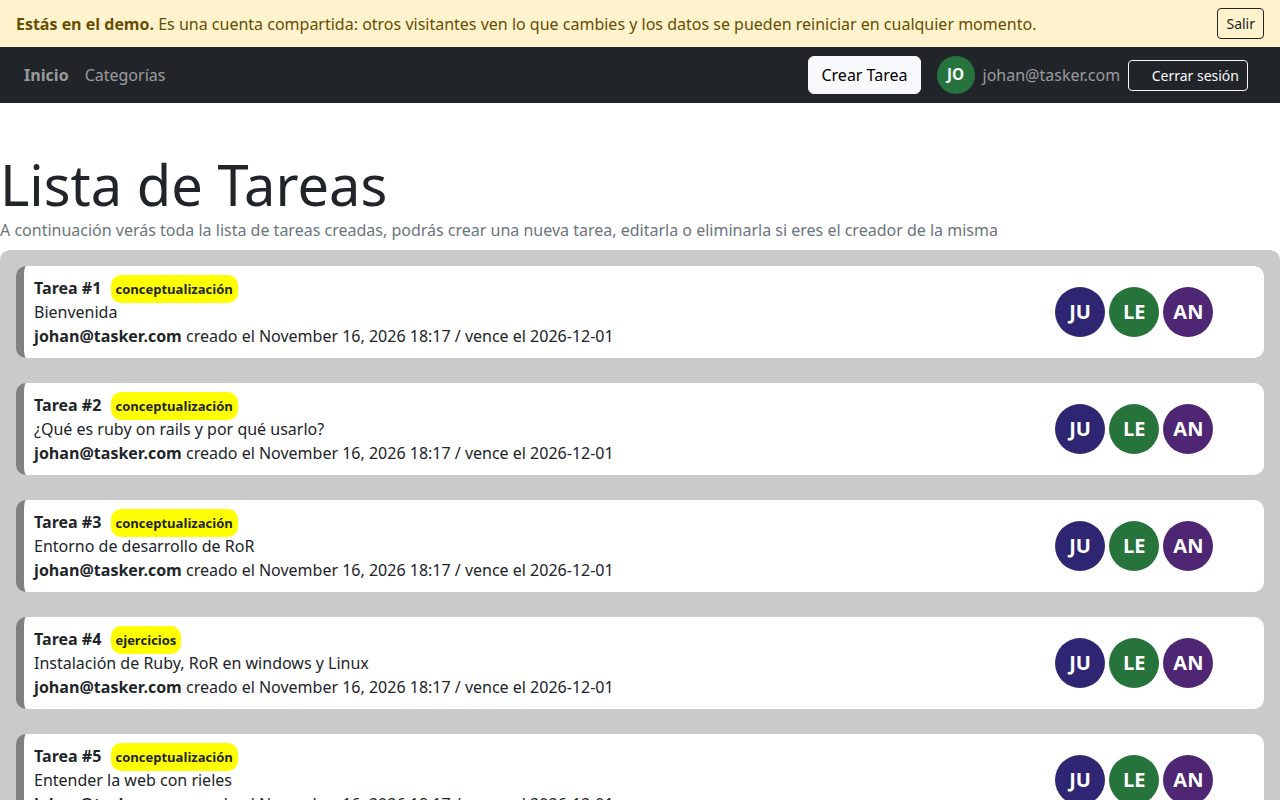 Estás en el demo. Es una cuenta compartida: otros visitantes ven lo que cambies y los datos se pueden reiniciar en cualquier momento. Salir
Inicio Categorías Crear Tarea JO johan@tasker.com Cerrar sesión
Lista de Tareas
A continuación verás toda la lista de tareas creadas, podrás crear una nueva tarea, editarla o eliminarla si eres el creador de la misma
Tarea #1 conceptualización
Bienvenida
johan@tasker.com creado el November 16, 2026 18:17 / vence el 2026-12-01
JU LE AN
Tarea #2 conceptualización
¿Qué es ruby on rails y por qué usarlo?
johan@tasker.com creado el November 16, 2026 18:17 / vence el 2026-12-01
JU LE AN
Tarea #3 conceptualización
Entorno de desarrollo de RoR
johan@tasker.com creado el November 16, 2026 18:17 / vence el 2026-12-01
JU LE AN
Tarea #4 ejercicios
Instalación de Ruby, RoR en windows y Linux
johan@tasker.com creado el November 16, 2026 18:17 / vence el 2026-12-01
JU LE AN
Tarea #5 conceptualización
Entender la web con rieles
JU LE AN